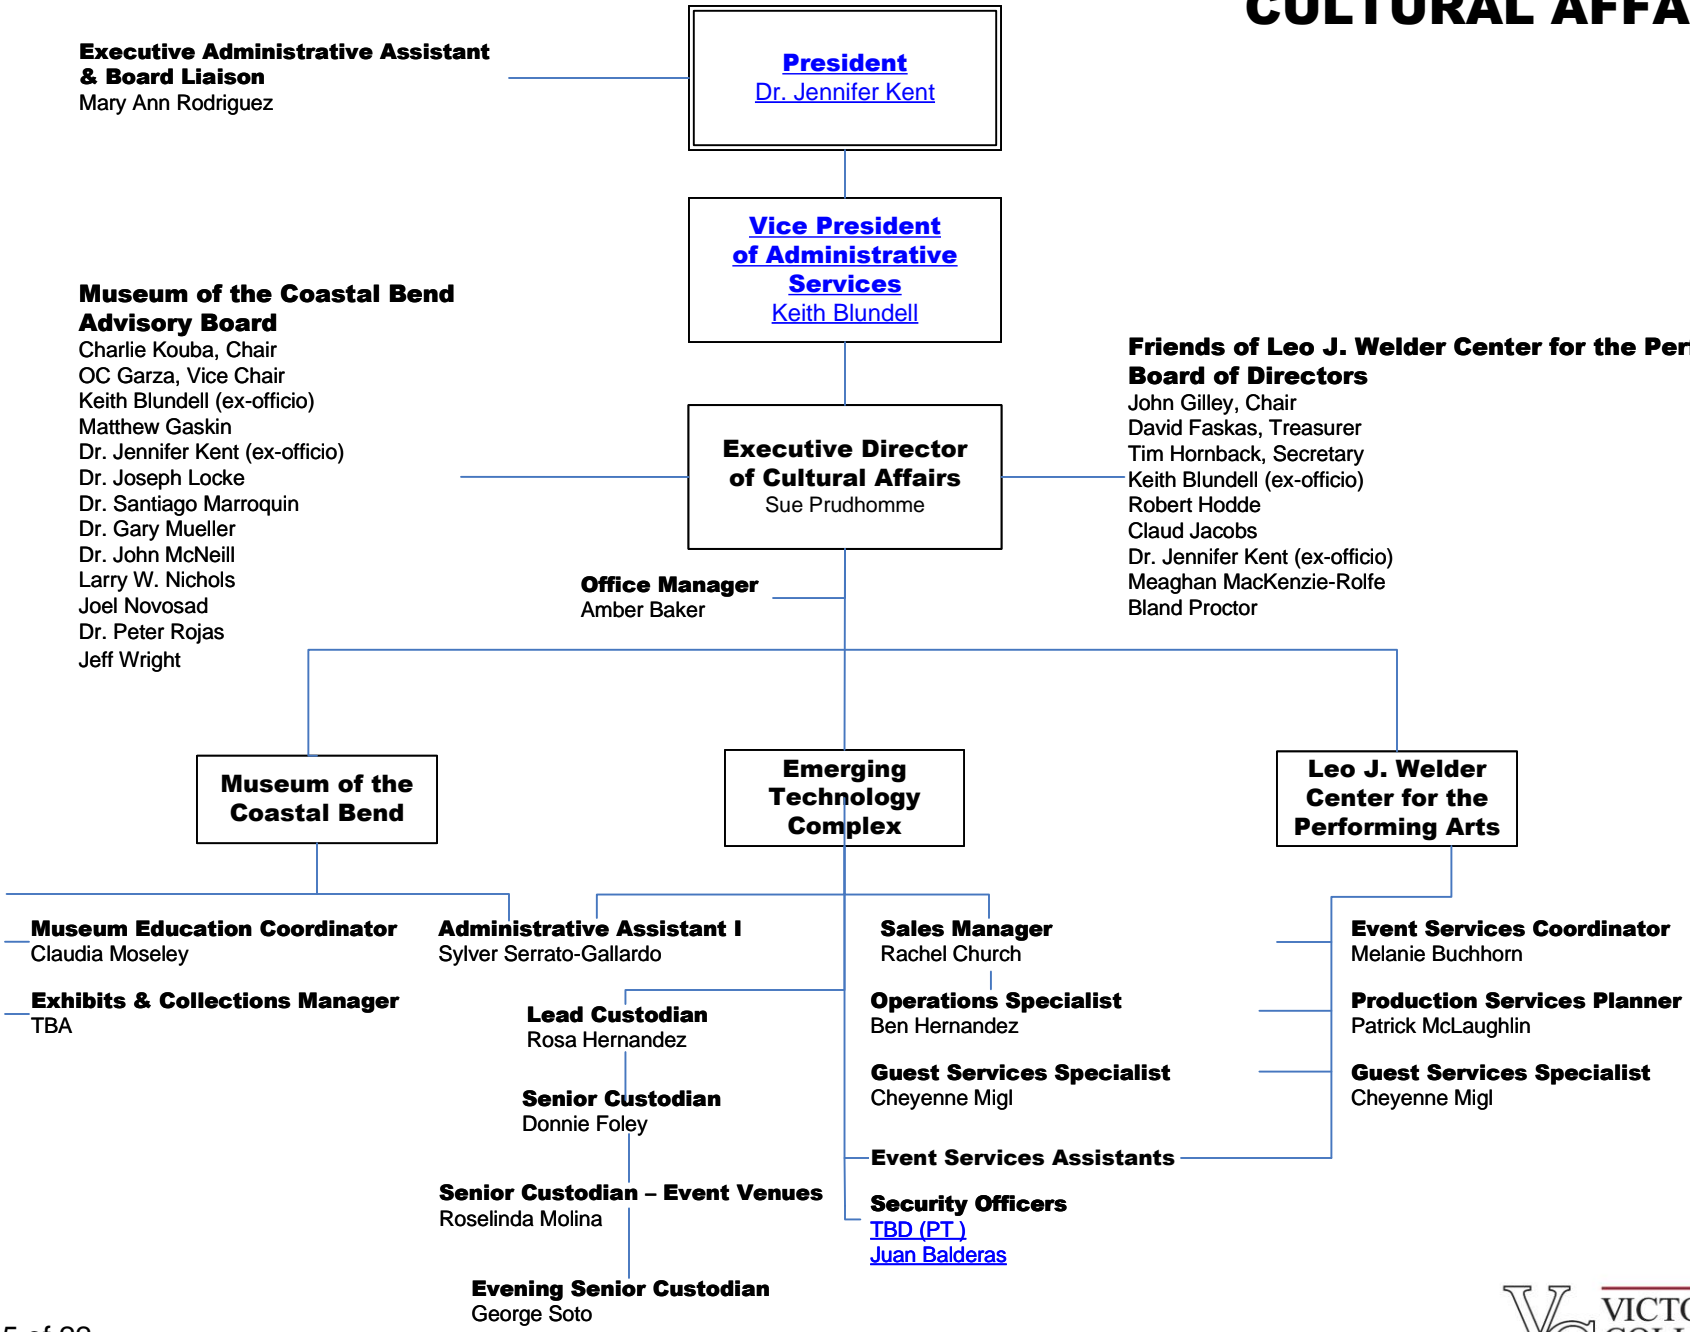 CULTURAL AFFA
Executive Administrative Assistant
& Board Liaison
Mary Ann Rodriguez
President
Dr. Jennifer Kent
Vice President
of Administrative
Services
Keith Blundell
Museum of the Coastal Bend
Advisory Board
Charlie Kouba, Chair
OC Garza, Vice Chair
Keith Blundell (ex-officio)
Matthew Gaskin
Dr. Jennifer Kent (ex-officio)
Dr. Joseph Locke
Dr. Santiago Marroquin
Dr. Gary Mueller
Dr. John McNeill
Larry W. Nichols
Joel Novosad
Dr. Peter Rojas
Jeff Wright
Executive Director
of Cultural Affairs
Sue Prudhomme
Friends of Leo J. Welder Center for the Perf
Board of Directors
John Gilley, Chair
David Faskas, Treasurer
Tim Hornback, Secretary
Keith Blundell (ex-officio)
Robert Hodde
Claud Jacobs
Dr. Jennifer Kent (ex-officio)
Meaghan MacKenzie-Rolfe
Bland Proctor
Office Manager
Amber Baker
Museum of the
Coastal Bend
Emerging
Technology
Complex
Leo J. Welder
Center for the
Performing Arts
Museum Education Coordinator
Claudia Moseley
Exhibits & Collections Manager
TBA
Administrative Assistant I
Sylver Serrato-Gallardo
Lead Custodian
Rosa Hernandez
Senior Custodian
Donnie Foley
Senior Custodian – Event Venues
Roselinda Molina
Evening Senior Custodian
George Soto
Sales Manager
Rachel Church
Operations Specialist
Ben Hernandez
Guest Services Specialist
Cheyenne Migl
Event Services Assistants
Security Officers
TBD (PT )
Juan Balderas
Event Services Coordinator
Melanie Buchhorn
Production Services Planner
Patrick McLaughlin
Guest Services Specialist
Cheyenne Migl
VICTO